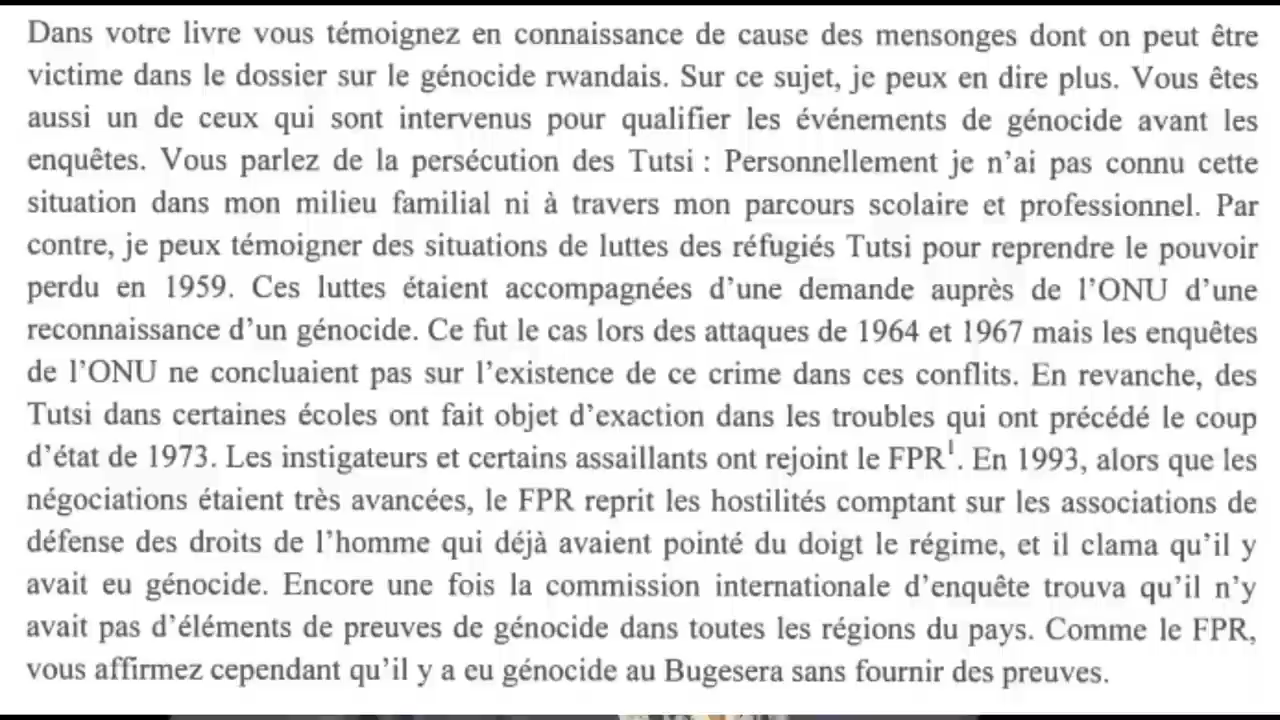 Dans votre livre vous témoignez en connaissance de cause des mensonges dont on peut être
victime dans le dossier sur le génocide rwandais. Sur ce sujet, je peux en dire plus. Vous êtes
aussi un de ceux qui sont intervenus pour qualifier les événements de génocide avant les
enquêtes. Vous parlez de la persécution des Tutsi : Personnellement je n'ai pas connu cette
situation dans mon milieu familial ni à travers mon parcours scolaire et professionnel. Par
contre, je peux témoigner des situations de luttes des réfugiés Tutsi pour reprendre le pouvoir
perdu en 1959. Ces luttes étaient accompagnées d'une demande auprès de l'ONU d'une
reconnaissance d'un génocide. Ce fut le cas lors des attaques de 1964 et 1967 mais les enquêtes
de l'ONU ne concluaient pas sur l'existence de ce crime dans ces conflits. En revanche, des
Tutsi dans certaines écoles ont fait objet d'exaction dans les troubles qui ont précédé le coup
d'état de 1973. Les instigateurs et certains assaillants ont rejoint le FPR¹. En 1993, alors que les
négociations étaient très avancées, le FPR reprit les hostilités comptant sur les associations de
défense des droits de l'homme qui déjà avaient pointé du doigt le régime, et il clama qu'il y
avait eu génocide. Encore une fois la commission internationale d'enquête trouva qu'il n'y
avait pas d'éléments de preuves de génocide dans toutes les régions du pays. Comme le FPR,
vous affirmez cependant qu'il y a eu génocide au Bugesera sans fournir des preuves.